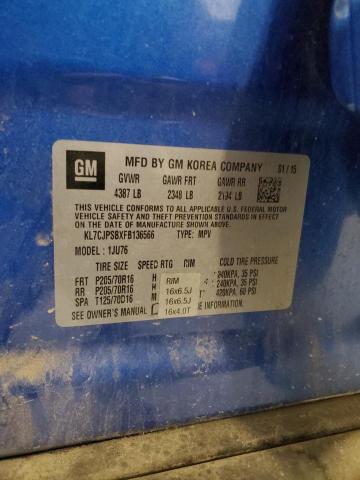 GM
MFD BY GM KOREA COMPANY 01/15
GVWR GAWR FRT GAWR RR
4387 LB 2348 LB 2194 LB
THIS VEHICLE CONFORMS TO ALL APPLICABLE U.S. FEDERAL
MOTOR VEHICLE SAFETY, BUMPER, AND THEFT
PREVENTION STANDARDS IN EFFECT
ON THE DATE OF MANUFACTURE SHOWN ABOVE.
KL7CJPSBXFB136566 TYPE: MPV
MODEL: 1JU76
TIRE SIZE SPEED RTG RIM COLD TIRE PRESSURE
FRT P205/70R16 H 240KPA, 35 PSI
RR P205/70R16 H 240KPA, 35 PSI
SPA T125/70D16 M 420KPA, 60 PSI
RIM
16x6.5J
16x6.5J
16x4.0T
SEE OWNER'S MANUAL INFORMATION.